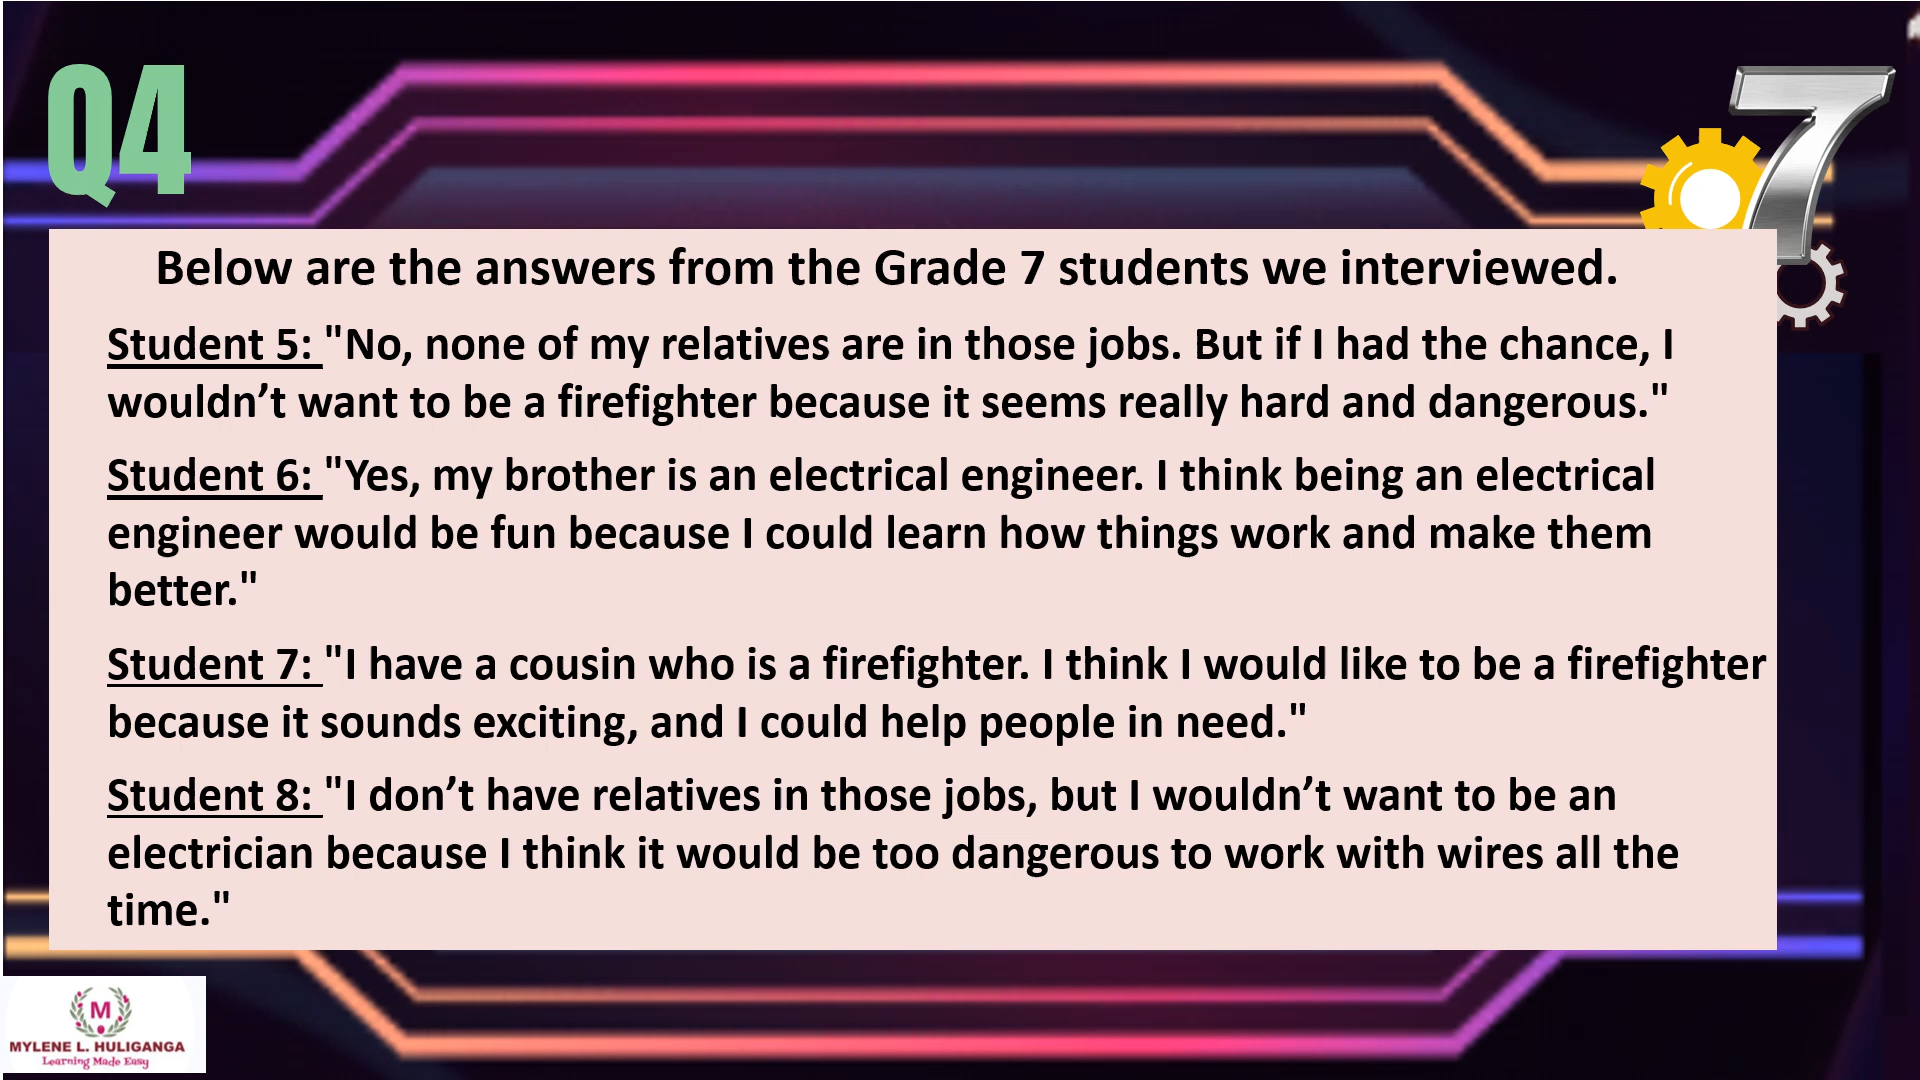 Q4
7
Below are the answers from the Grade 7 students we interviewed.
Student 5: "No, none of my relatives are in those jobs. But if I had the chance, I
wouldn’t want to be a firefighter because it seems really hard and dangerous."
Student 6: "Yes, my brother is an electrical engineer. I think being an electrical
engineer would be fun because I could learn how things work and make them
better."
Student 7: "I have a cousin who is a firefighter. I think I would like to be a firefighter
because it sounds exciting, and I could help people in need."
Student 8: "I don’t have relatives in those jobs, but I wouldn’t want to be an
electrician because I think it would be too dangerous to work with wires all the
time."
M
MYLENE L. HULIGANGA
Learning Made Easy